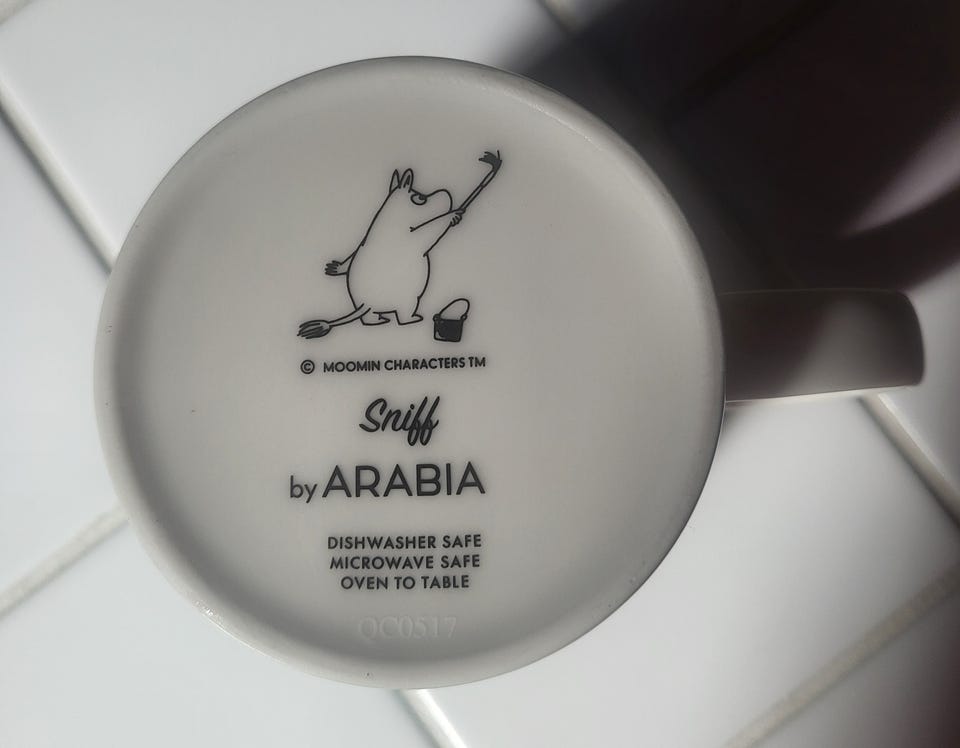 © MOOMIN CHARACTERS TM
Sniff
by ARABIA
DISHWASHER SAFE
MICROWAVE SAFE
OVEN TO TABLE
QC0517